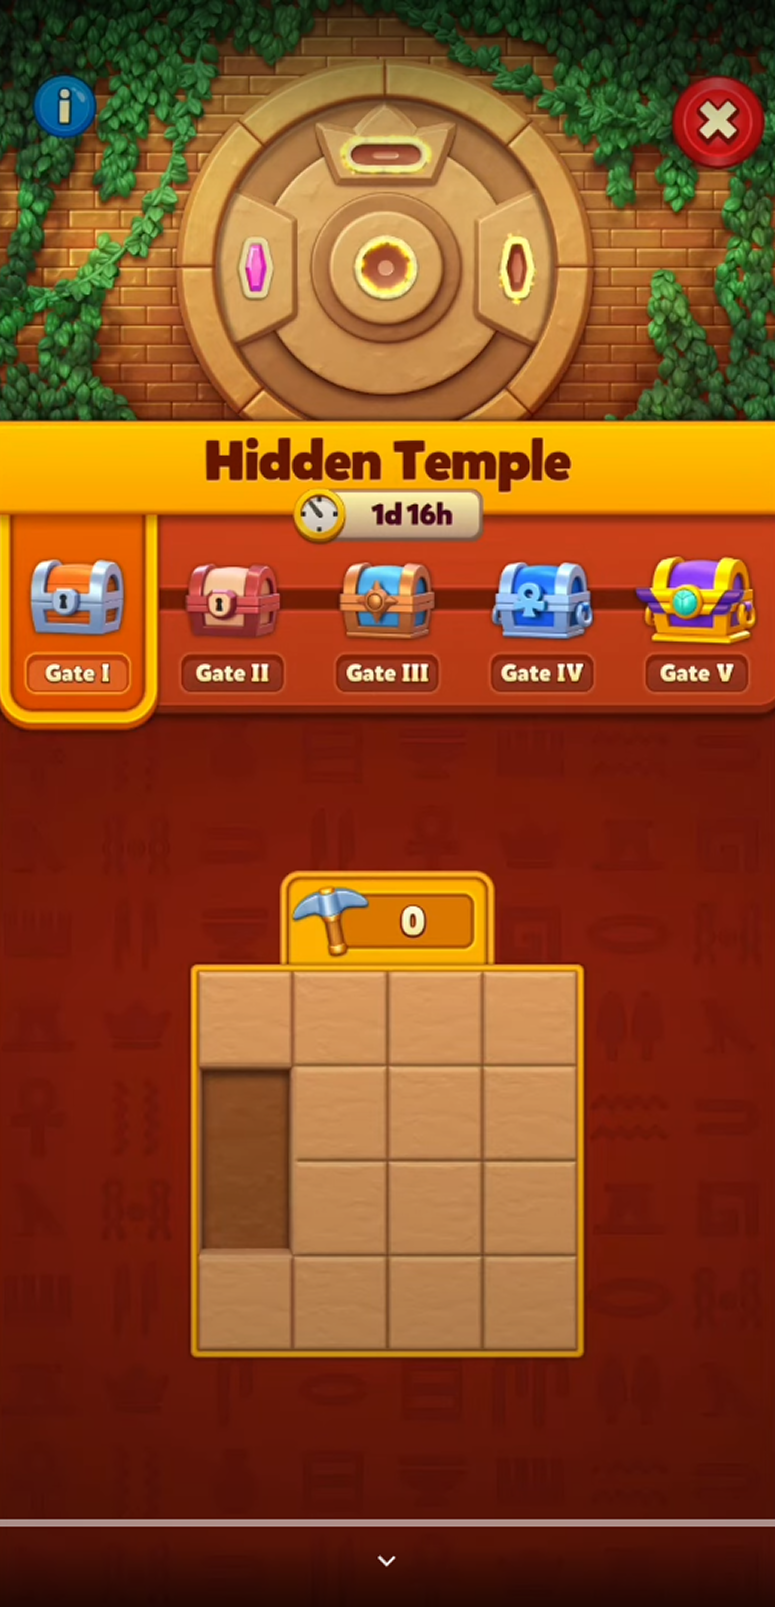 Hidden Temple
1d 16h
Gate I
Gate II
Gate III
Gate IV
Gate V
0